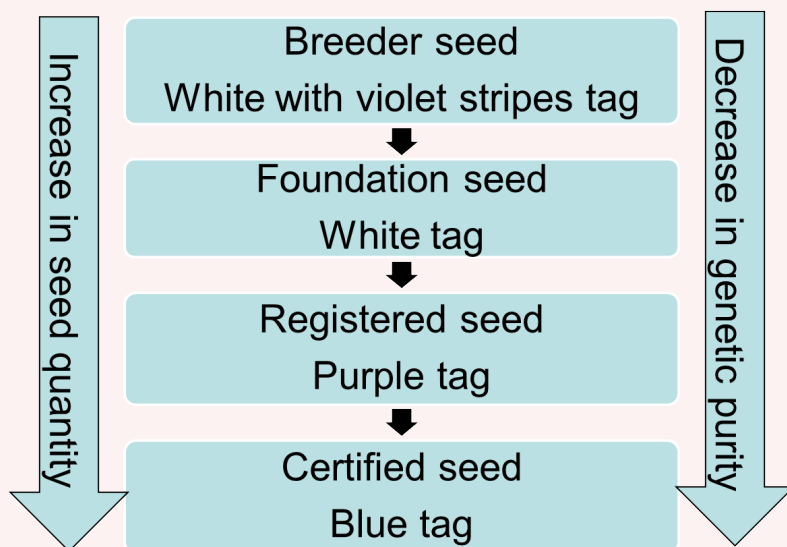 Increase in seed quantity
Breeder seed
White with violet stripes tag
Foundation seed
White tag
Registered seed
Purple tag
Certified seed
Blue tag
Decrease in genetic purity